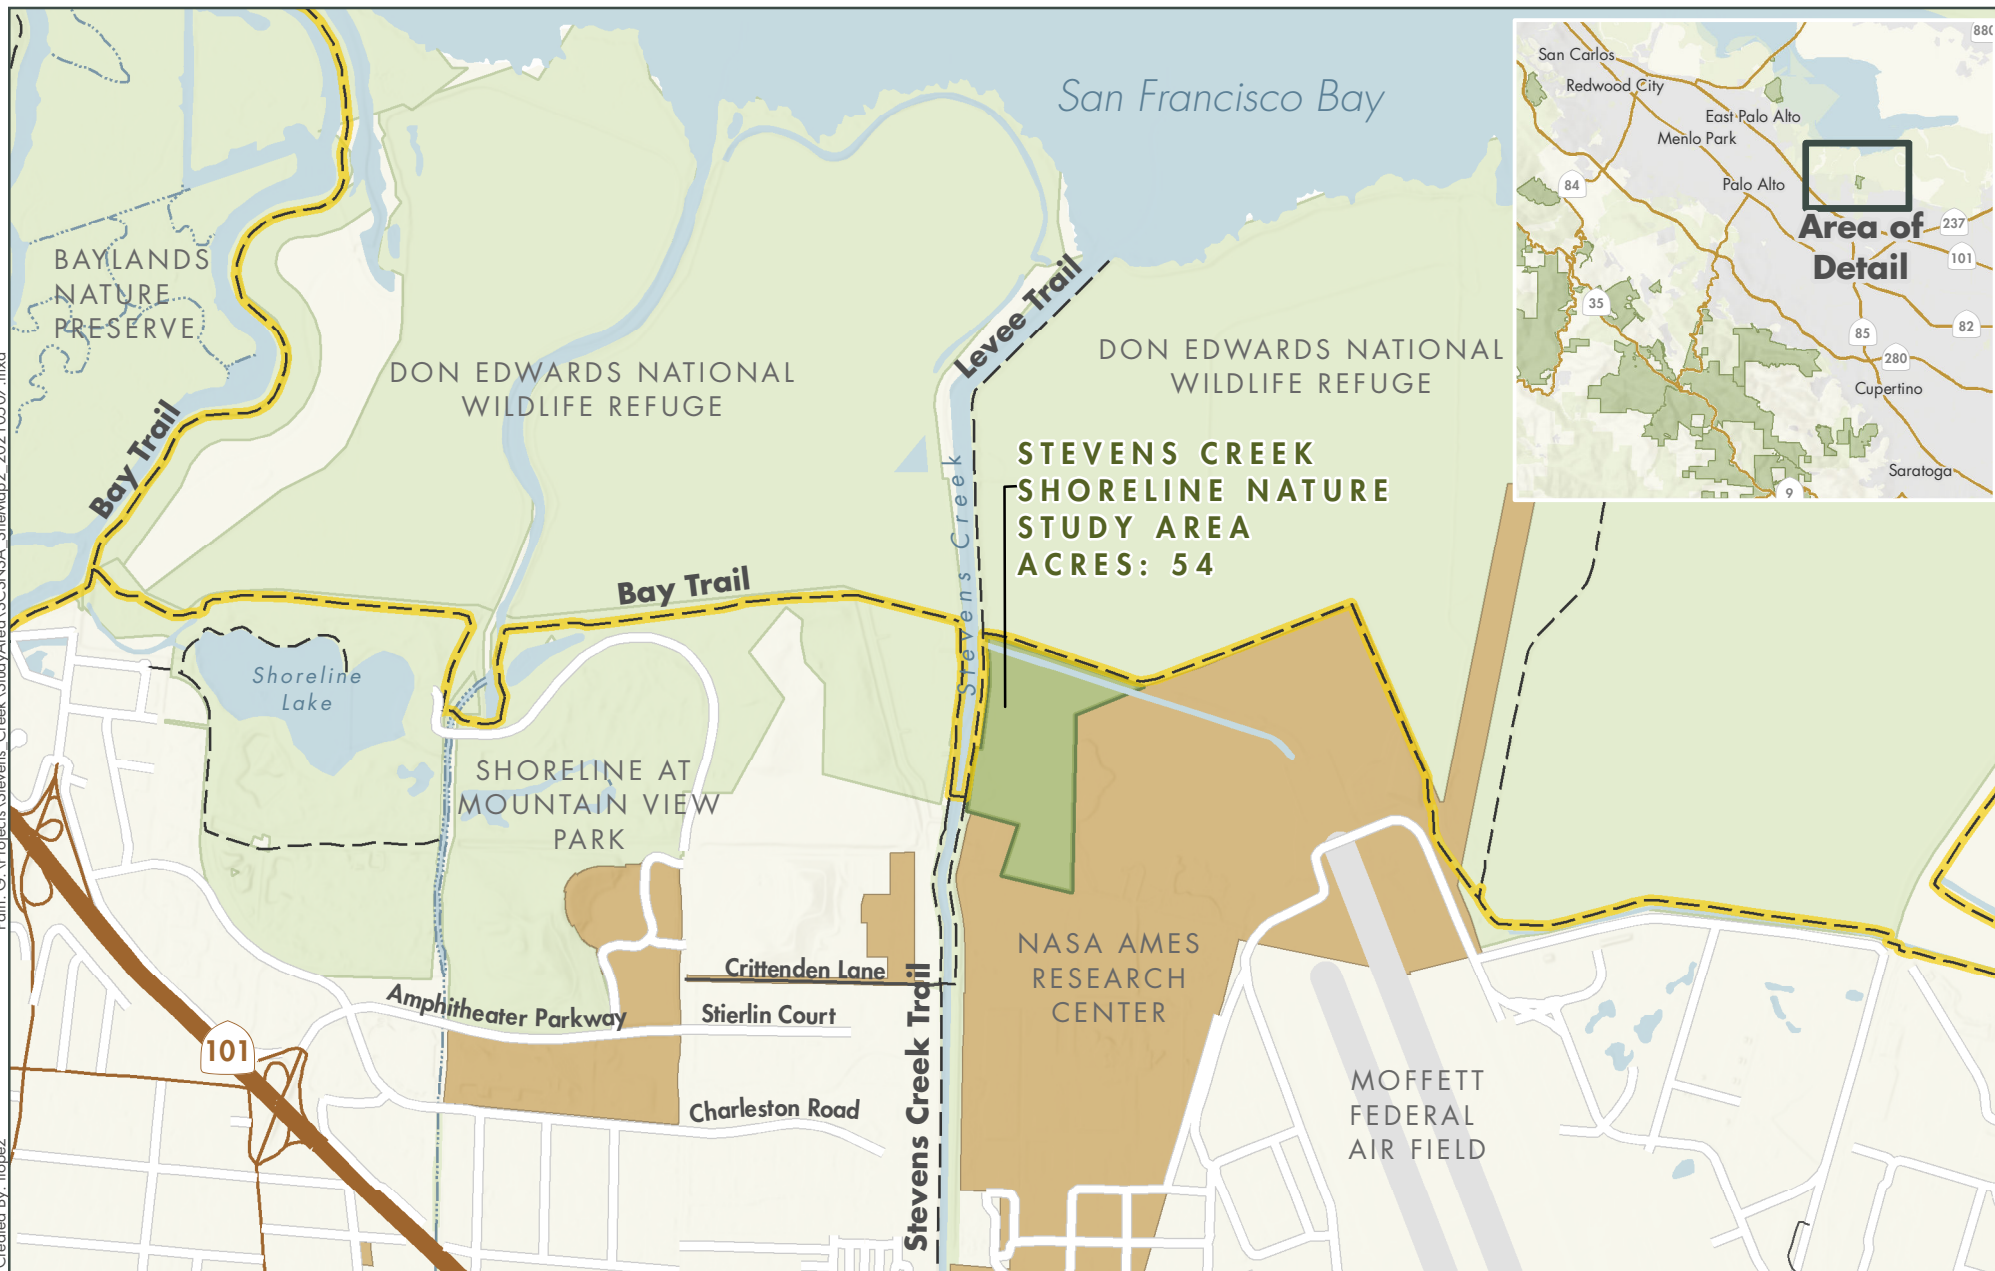 San Francisco Bay
BAYLANDS
NATURE
PRESERVE
DON EDWARDS NATIONAL
WILDLIFE REFUGE
Levee Trail
DON EDWARDS NATIONAL
WILDLIFE REFUGE
Bay Trail
STEVENS CREEK
SHORELINE NATURE
STUDY AREA
ACRES: 54
Stevens Creek
Bay Trail
Stevens Creek
Shoreline
Lake
SHORELINE AT
MOUNTAIN VIEW
PARK
NASA AMES
RESEARCH
CENTER
Crittenden Lane
Amphitheater Parkway
Stierlin Court
101
Charleston Road
Stevens Creek Trail
MOFFETT
FEDERAL
AIR FIELD
880
San Carlos
Redwood City
East Palo Alto
Menlo Park
84
Palo Alto
Area of
Detail
237
101
35
85
82
280
Cupertino
Saratoga
9